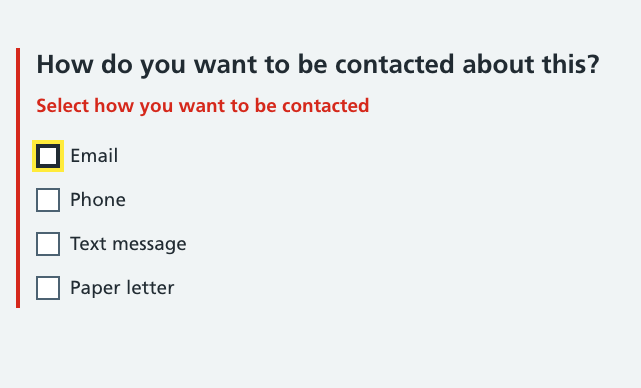 How do you want to be contacted about this?
Select how you want to be contacted
Email
Phone
Text message
Paper letter